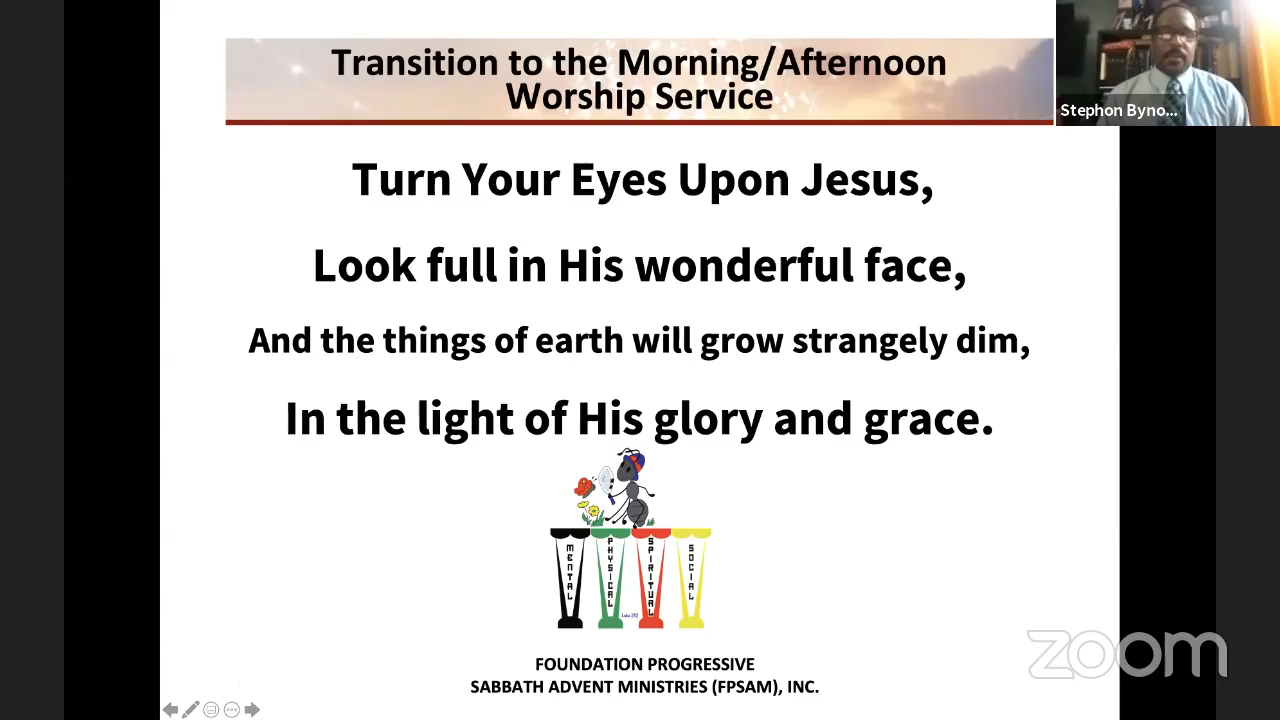 Transition to the Morning/Afternoon
Worship Service
Stephon Byno...
Turn Your Eyes Upon Jesus,
Look full in His wonderful face,
And the things of earth will grow strangely dim,
In the light of His glory and grace.
MENTAL
PHYSICAL
SPIRITUAL
SOCIAL
FOUNDATION PROGRESSIVE
SABBATH ADVENT MINISTRIES (FPSAM), INC.
zoom